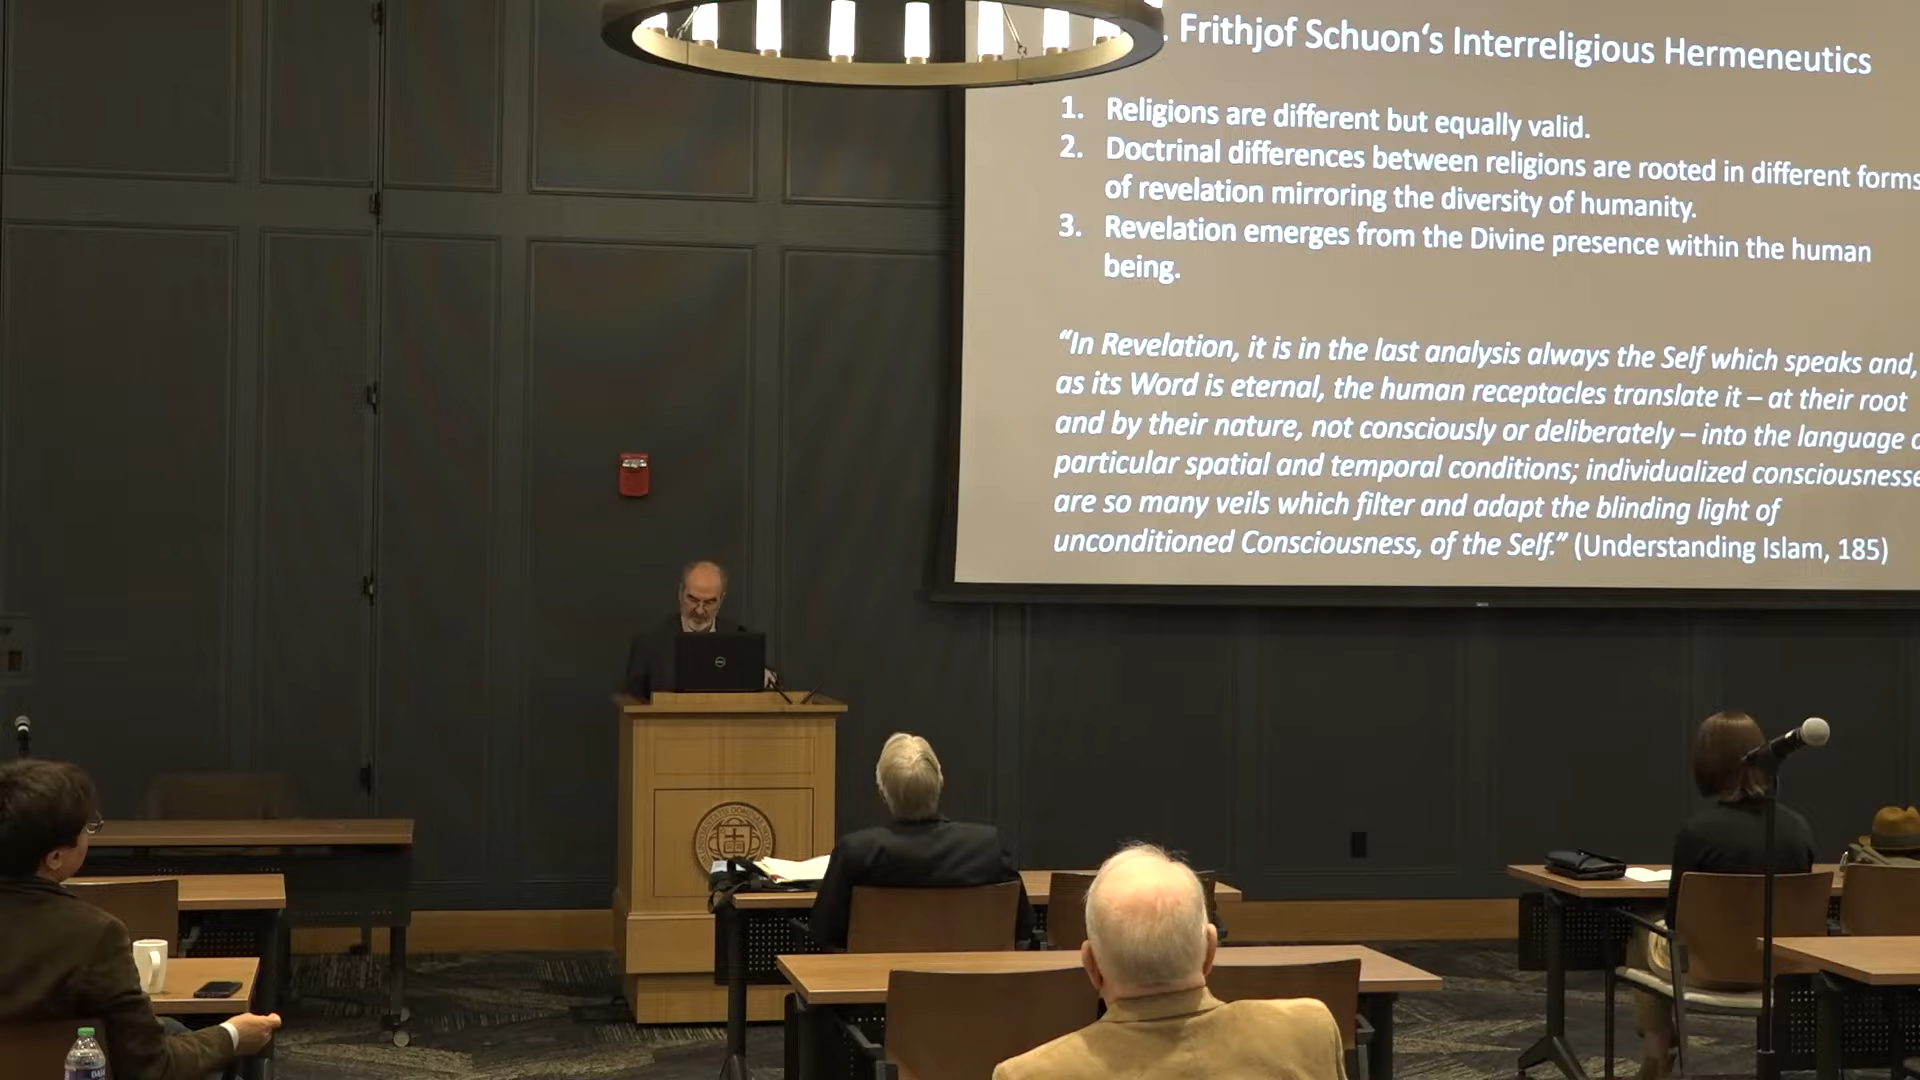 . Frithjof Schuon‘s Interreligious Hermeneutics
1. Religions are different but equally valid.
2. Doctrinal differences between religions are rooted in different forms
of revelation mirroring the diversity of humanity.
3. Revelation emerges from the Divine presence within the human
being.
“In Revelation, it is in the last analysis always the Self which speaks and,
as its Word is eternal, the human receptacles translate it – at their root
and by their nature, not consciously or deliberately – into the language
particular spatial and temporal conditions; individualized consciousnesse
are so many veils which filter and adapt the blinding light of
unconditioned Consciousness, of the Self.” (Understanding Islam, 185)
DELL